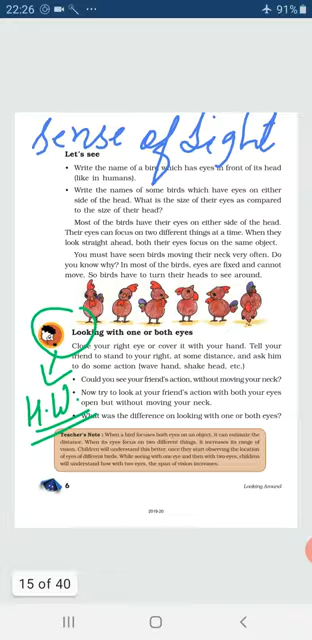 22:26
91%
Sense of Sight
Let's see
• Write the name of a bird which has eyes in front of its head
(like in humans).
• Write the names of some birds which have eyes on either
side of the head. What is the size of their eyes as compared
to the size of their head?
Most of the birds have their eyes on either side of the head.
Their eyes can focus on two different things at a time. When
they look straight ahead, both their eyes focus on the same object.
You must have seen birds moving their neck very often. Do
you know why? In most of the birds, eyes are fixed and cannot
move. So birds have to turn their heads to see around.
Looking with one or both eyes
Close your right eye or cover it with your hand. Tell your
friend to stand to your right, at some distance, and ask him
to do some action (wave hand, shake head, etc.)
• Could you see your friend's action, without moving your neck?
• Now try to look at your friend's action with both your eyes
open but without moving your neck.
• What was the difference on looking with one or both eyes?
H.W.
Teacher's Note : When a bird focuses both eyes on an object, it can estimate the
distance. When its eyes focus on two different things, it increases its range of
vision. Children will understand this better, once they start observing the location
of eyes of different birds. While seeing with one eye and then with two eyes, children
will understand how with two eyes, the span of vision increases.
6
Looking Around
2019-20
15 of 40